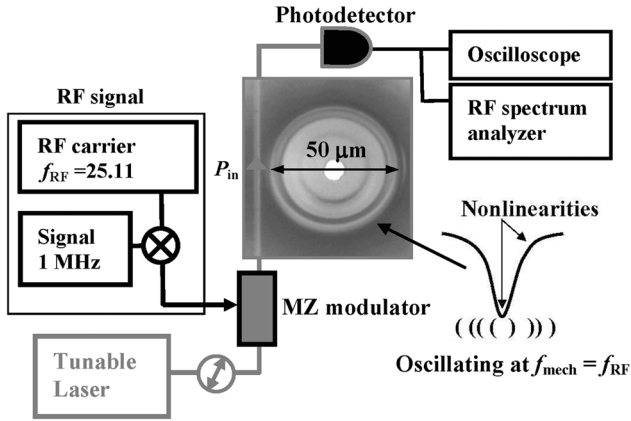 Photodetector
Oscilloscope
RF spectrum
analyzer
RF signal
RF carrier
fRF =25.11
Signal
1 MHz
Pin
50 µm
Nonlinearities
MZ modulator
Tunable
Laser
( (( ( ) )) )
Oscillating at fmech = fRF